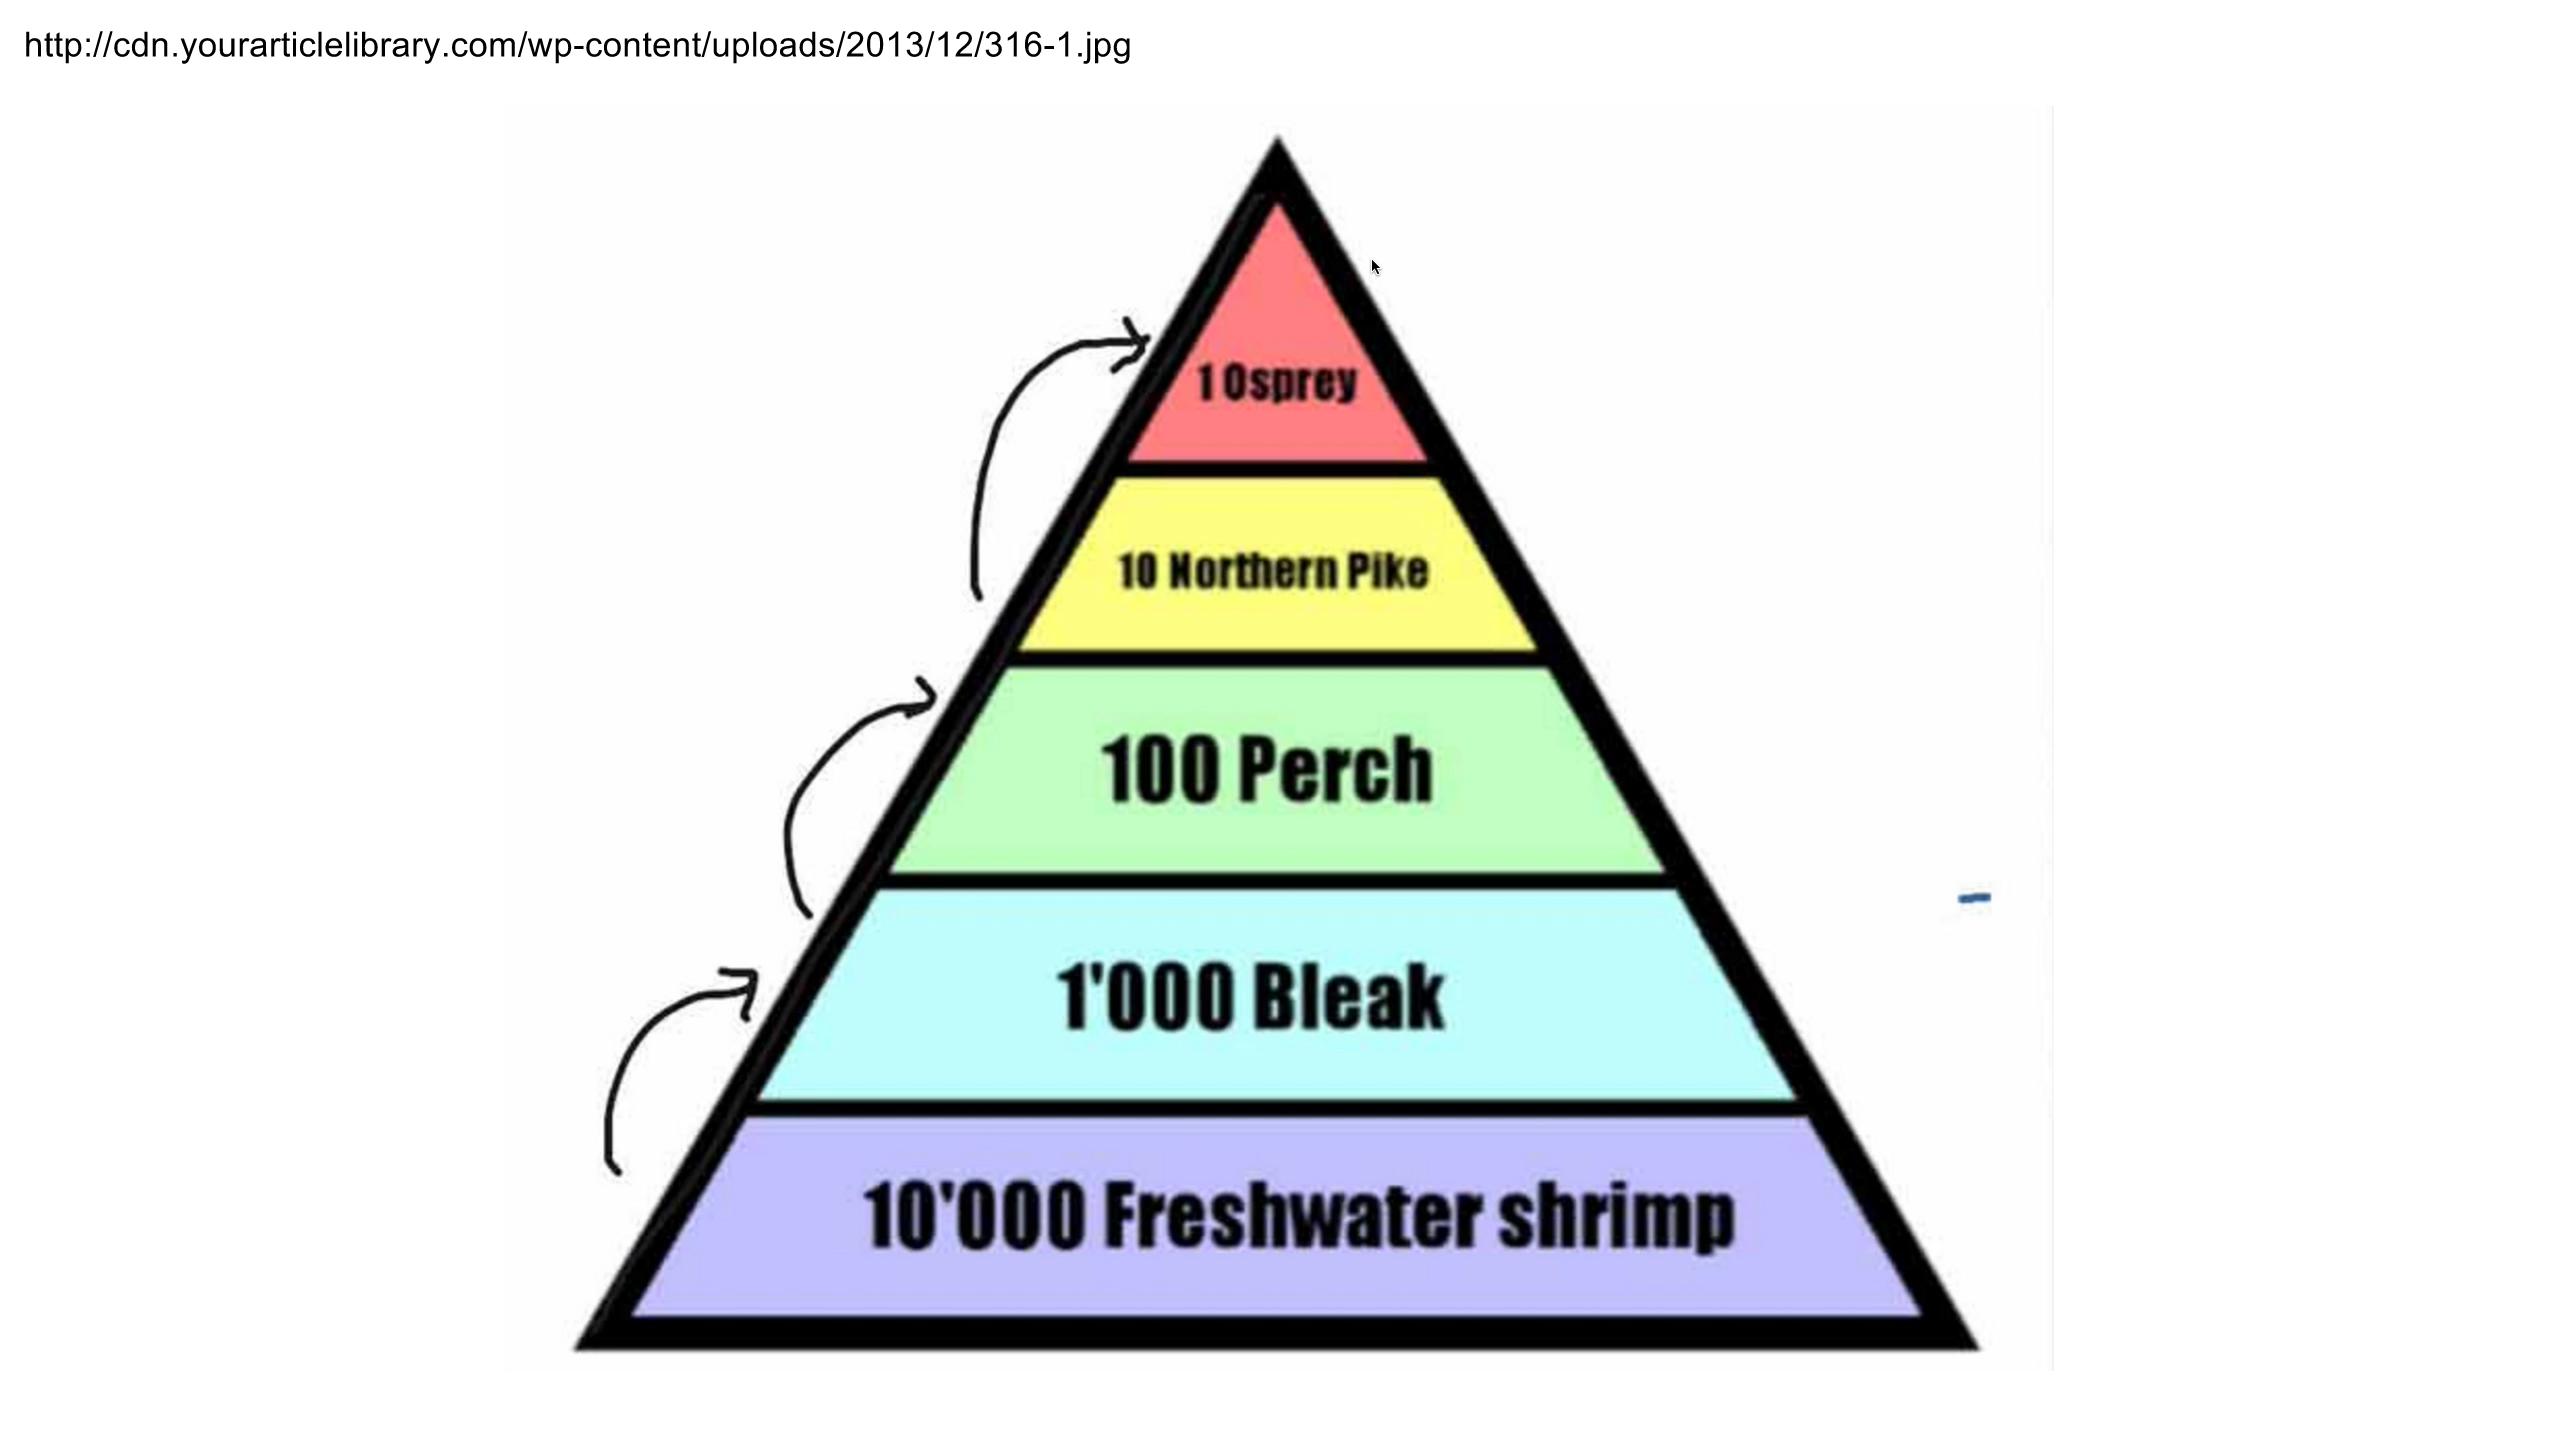 http://cdn.yourarticlelibrary.com/wp-content/uploads/2013/12/316-1.jpg
1 Osprey
10 Northern Pike
100 Perch
1'000 Bleak
10'000 Freshwater shrimp